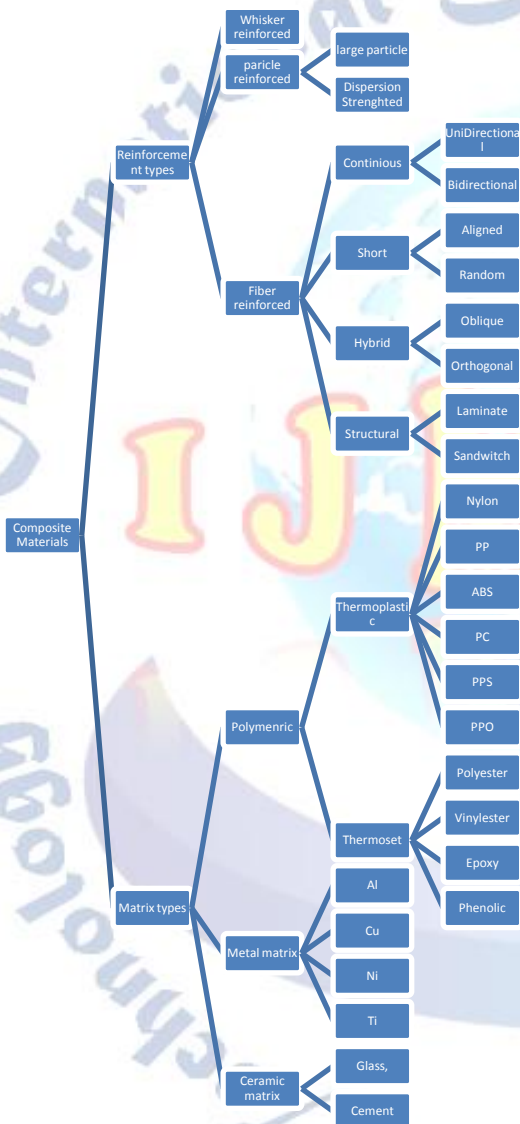 Whisker
reinforced
large particle
paricle
reinforced
Dispersion
Strenghted
UniDirectiona
l
Reinforceme
nt types
Continious
Bidirectional
Aligned
Short
Random
Fiber
reinforced
Oblique
Hybrid
Orthogonal
Laminate
Structural
Sandwitch
Nylon
Composite
Materials
PP
ABS
Thermoplasti
c
PC
PPS
Polymenric
PPO
Polyester
Vinylester
Thermoset
Epoxy
Al
Phenolic
Matrix types
Cu
Metal matrix
Ni
Ti
Glass,
Ceramic
matrix
Cement
IJ